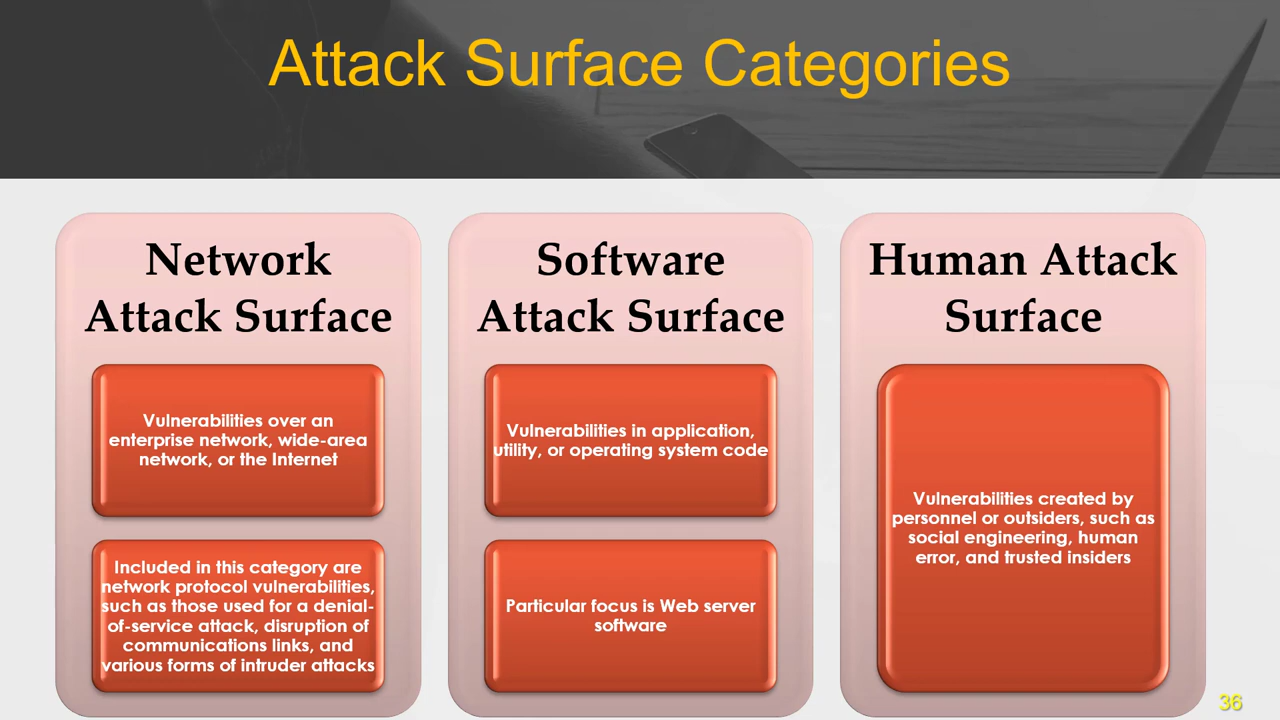 Attack Surface Categories
Network
Attack Surface
Vulnerabilities over an
enterprise network, wide-area
network, or the Internet
Included in this category are
network protocol vulnerabilities,
such as those used for a denial-
of-service attack, disruption of
communications links, and
various forms of intruder attacks
Software
Attack Surface
Vulnerabilities in application,
utility, or operating system code
Particular focus is Web server
software
Human Attack
Surface
Vulnerabilities created by
personnel or outsiders, such as
social engineering, human
error, and trusted insiders
36